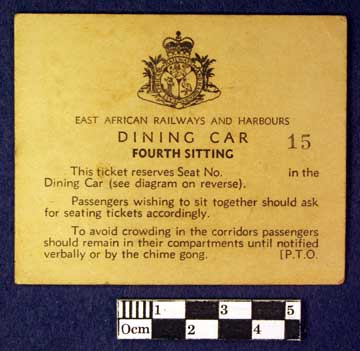 EAST AFRICAN RAILWAYS AND HARBOURS
DINING CAR 15
FOURTH SITTING
This ticket reserves Seat No. in the
Dining Car (see diagram on reverse).
Passengers wishing to sit together should ask
for seating tickets accordingly.
To avoid crowding in the corridors passengers
should remain in their compartments until notified
verbally or by the chime gong. [P.T.O.
1 3 5
0cm 2 4